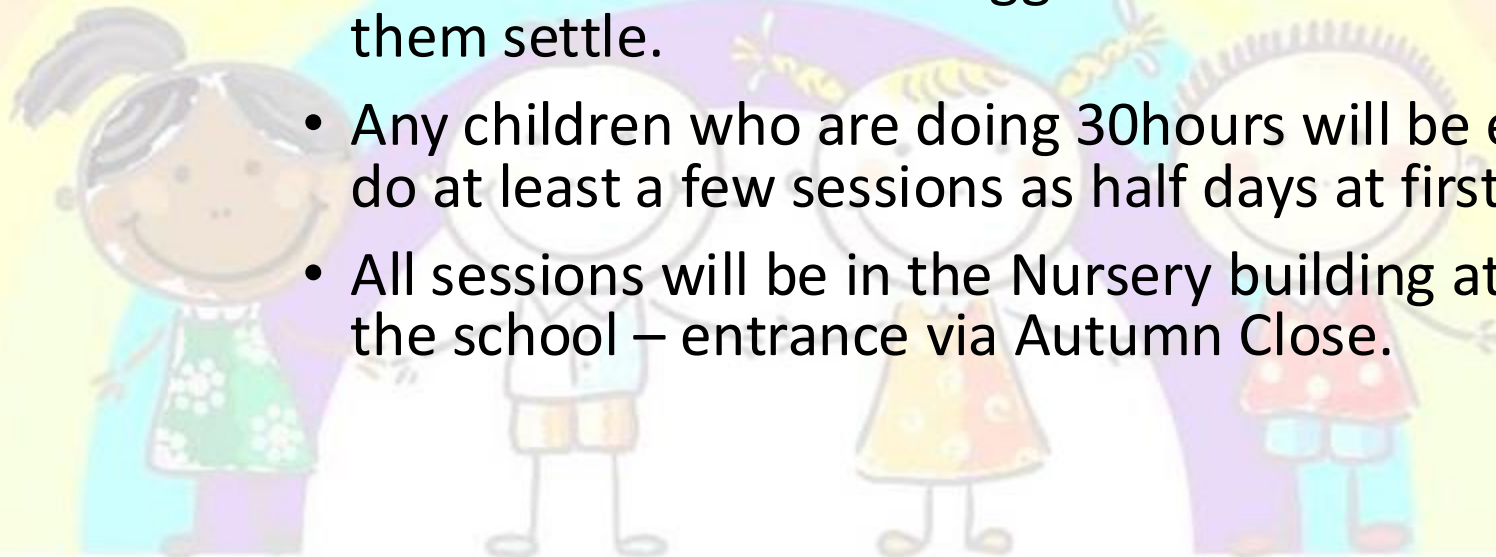 them settle.
• Any children who are doing 30hours will be
do at least a few sessions as half days at first
• All sessions will be in the Nursery building at
the school – entrance via Autumn Close.